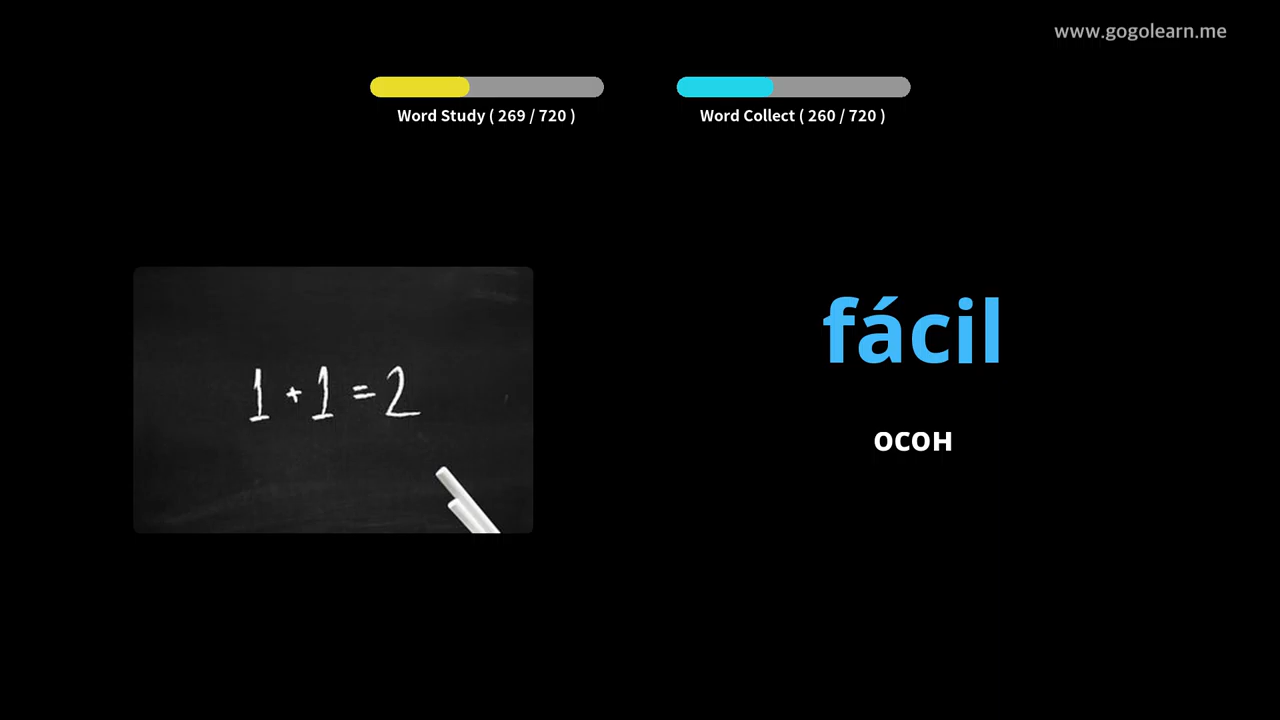 www.gogolearn.me
Word Study ( 269 / 720 )
Word Collect ( 260 / 720 )
1 + 1 = 2
fácil
осон